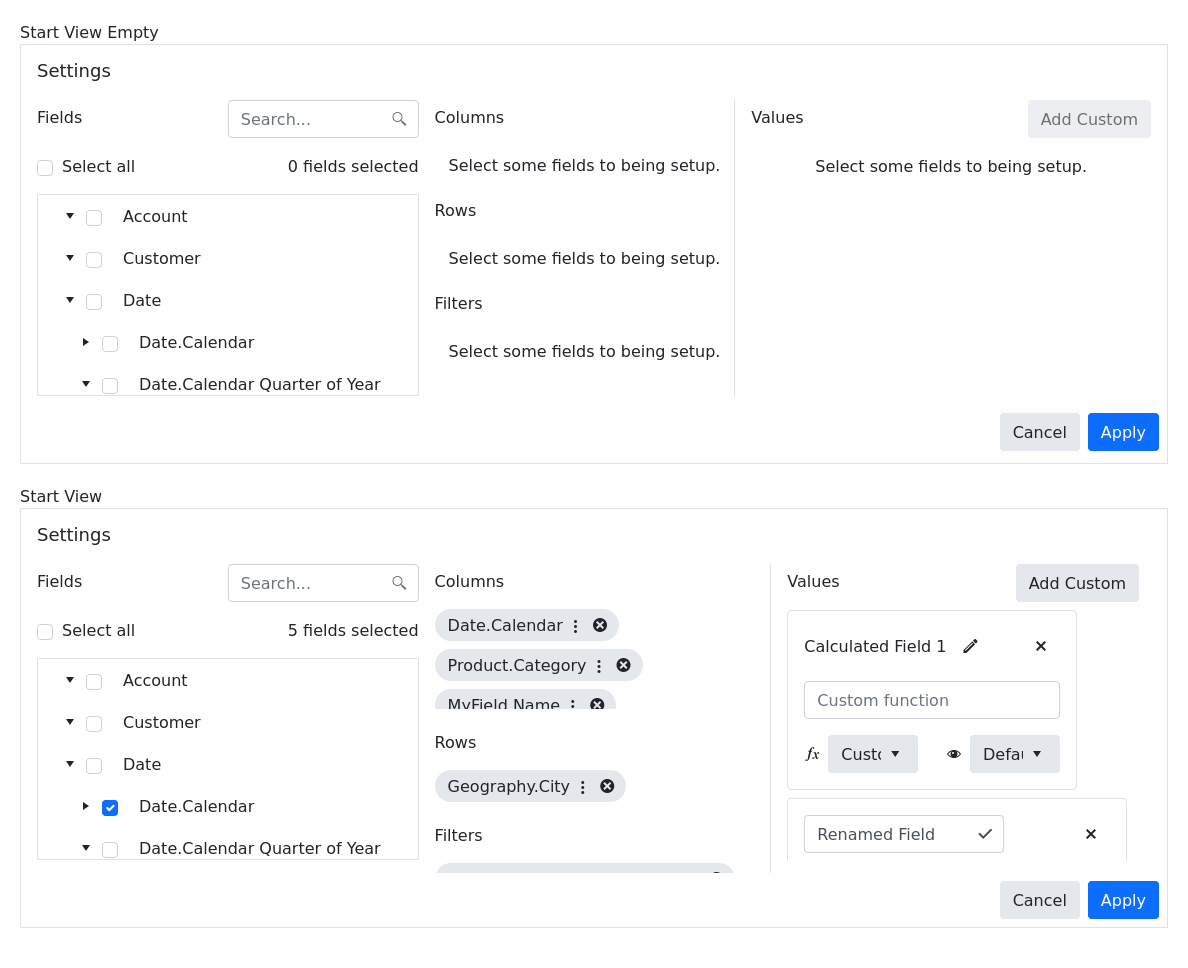 Start View Empty
Settings
Fields
Search...
Columns
Values
Add Custom
Select all
0 fields selected
Select some fields to being setup.
Select some fields to being setup.
Account
Rows
Customer
Select some fields to being setup.
Date
Filters
Date.Calendar
Select some fields to being setup.
Date.Calendar Quarter of Year
Cancel
Apply
Start View
Settings
Fields
Search...
Columns
Values
Add Custom
Select all
5 fields selected
Date.Calendar
Product.Category
MyField.Name
Calculated Field 1
Account
Custom function
Customer
Rows
fx
Defau
Date
Geography.City
Date.Calendar
Filters
Renamed Field
Date.Calendar Quarter of Year
Cancel
Apply